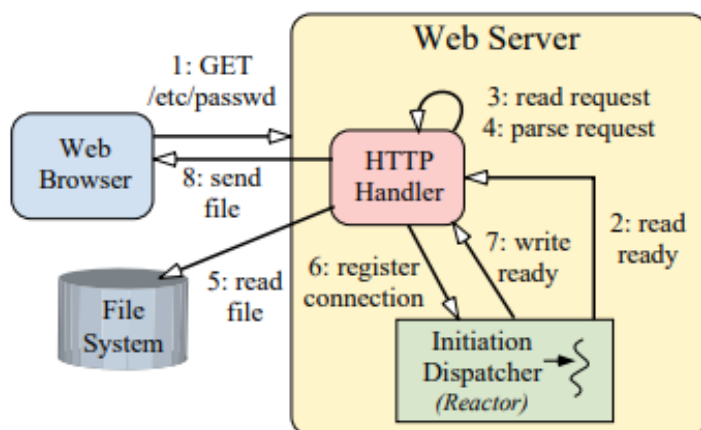 Web Server
1: GET
/etc/passwd
3: read request
4: parse request
Web
Browser
HTTP
Handler
8: send
file
2: read
ready
7: write
ready
5: read
file
6: register
connection
File
System
Initiation
Dispatcher
(Reactor)